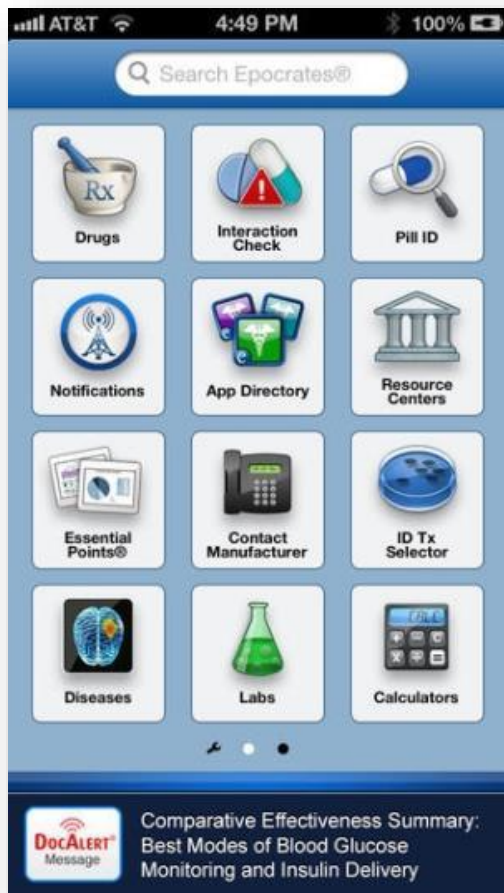 AT&T 4:49 PM 100%
Search Epocrates®
Rx
Drugs
Interaction
Check
Pill ID
Notifications
App Directory
Resource
Centers
Essential
Points®
Contact
Manufacturer
ID Tx
Selector
CALC
Diseases
Labs
Calculators
DOCALERT®
Message
Comparative Effectiveness Summary:
Best Modes of Blood Glucose
Monitoring and Insulin Delivery